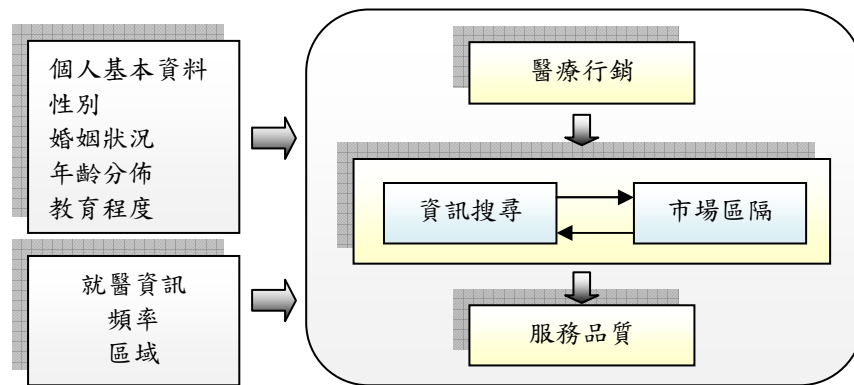 個人基本資料
性別
婚姻狀況
年齡分佈
教育程度
就醫資訊
頻率
區域
醫療行銷
資訊搜尋
市場區隔
服務品質